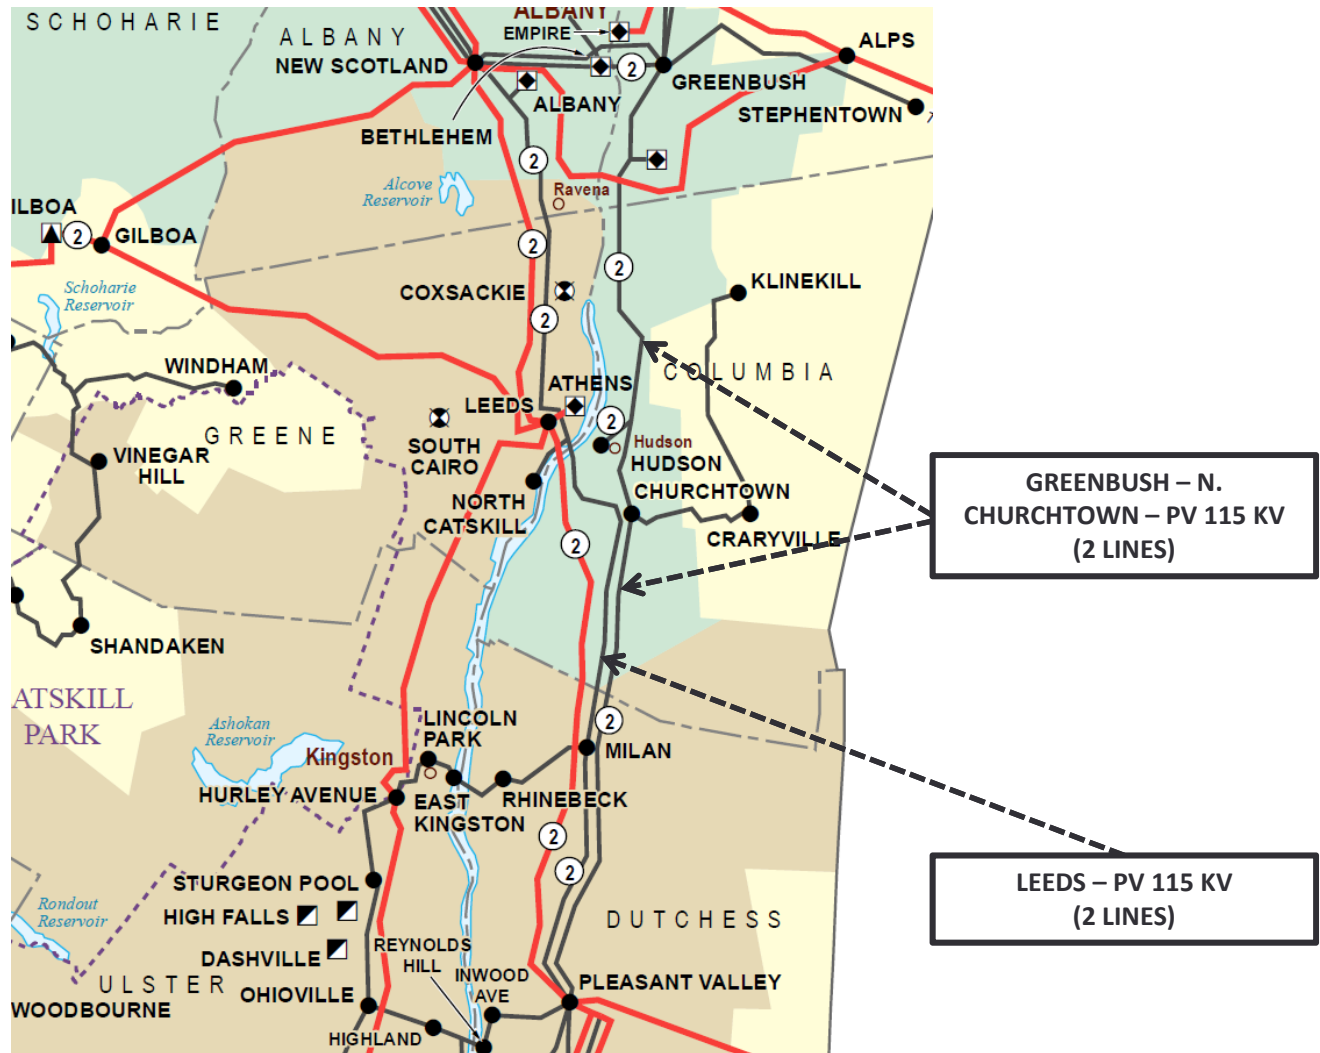 SCHOHARIE
ALBANY
ALBANY
EMPIRE
NEW SCOTLAND
2
GREENBUSH
ALPS
ALBANY
STEPHENTOWN
BETHLEHEM
2
Alcove
Reservoir
Ravena
ILBOA
2
GILBOA
2
2
KLINEKILL
Schoharie
Reservoir
COXSACKIE
2
WINDHAM
ATHENS
COLUMBIA
LEEDS
2
GREENE
SOUTH
CAIRO
Hudson
HUDSON
VINEGAR
HILL
NORTH
CATSKILL
CHURCHTOWN
CRARYVILLE
2
GREENBUSH – N.
CHURCHTOWN – PV 115 KV
(2 LINES)
SHANDAKEN
ATSKILL
PARK
Ashokan
Reservoir
LINCOLN
PARK
2
MILAN
Kingston
HURLEY AVENUE
EAST
KINGSTON
RHINEBECK
2
2
LEEDS – PV 115 KV
(2 LINES)
STURGEON POOL
HIGH FALLS
Rondout
Reservoir
DUTCHESS
DASHVILLE
REYNOLDS
HILL
INWOOD
AVE
PLEASANT VALLEY
ULSTER
OHIOVILLE
WOODBOURNE
HIGHLAND